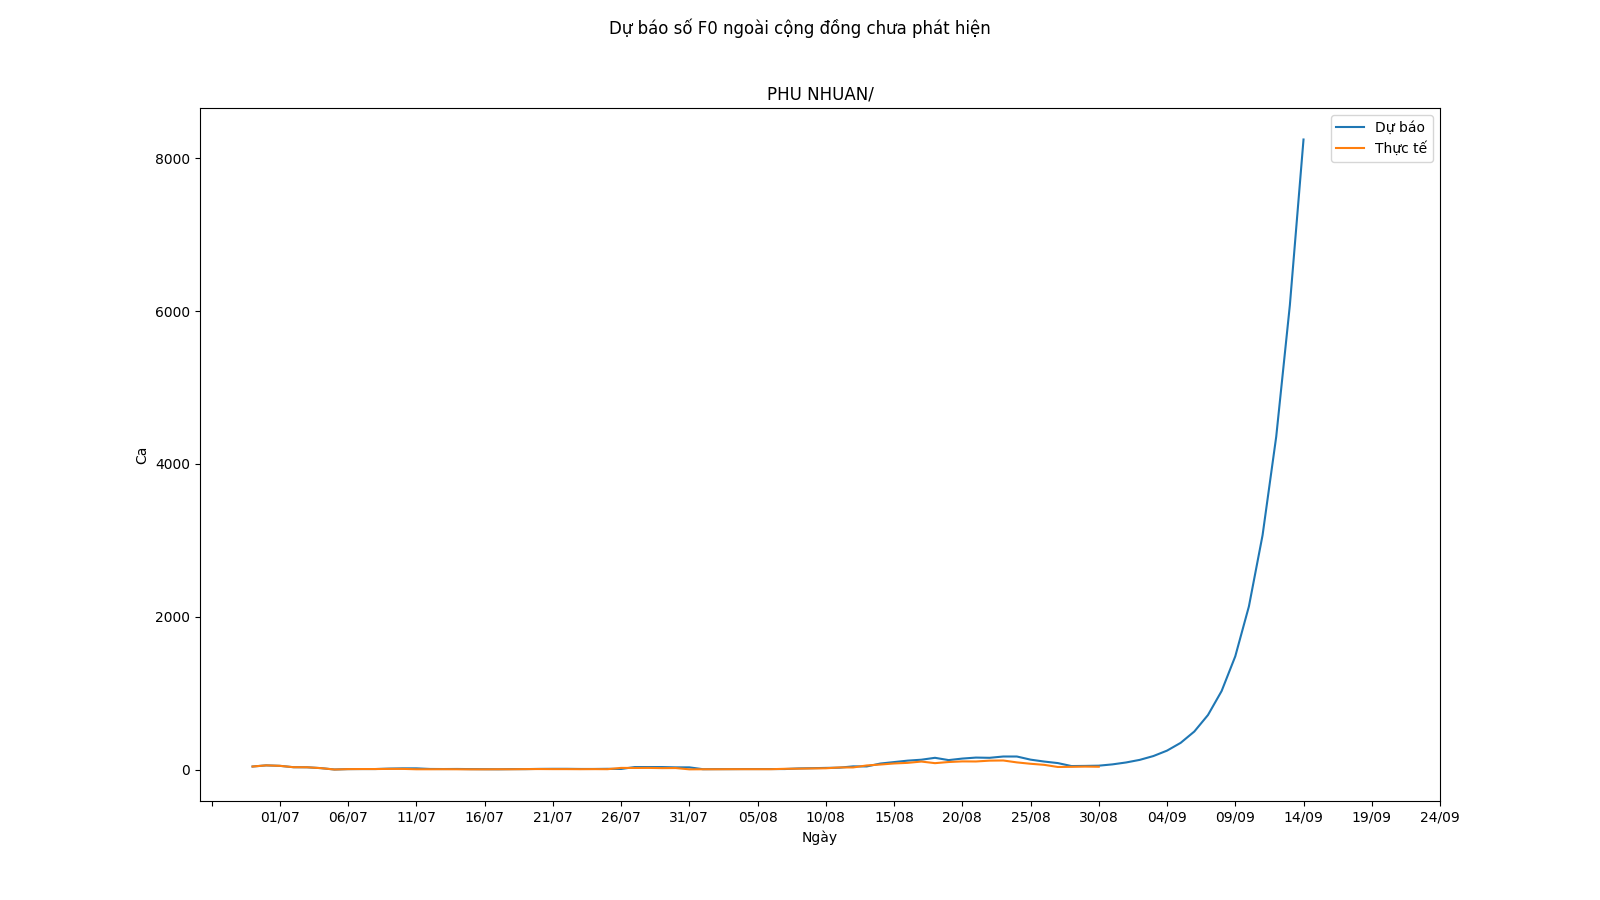 Dự báo số F0 ngoài cộng đồng chưa phát hiện
PHU NHUAN/
Dự báo
Thực tế
8000
6000
4000
2000
0
Ca
01/07 06/07 11/07 16/07 21/07 26/07 31/07 05/08 10/08 15/08 20/08 25/08 30/08 04/09 09/09 14/09 19/09 24/09
Ngày